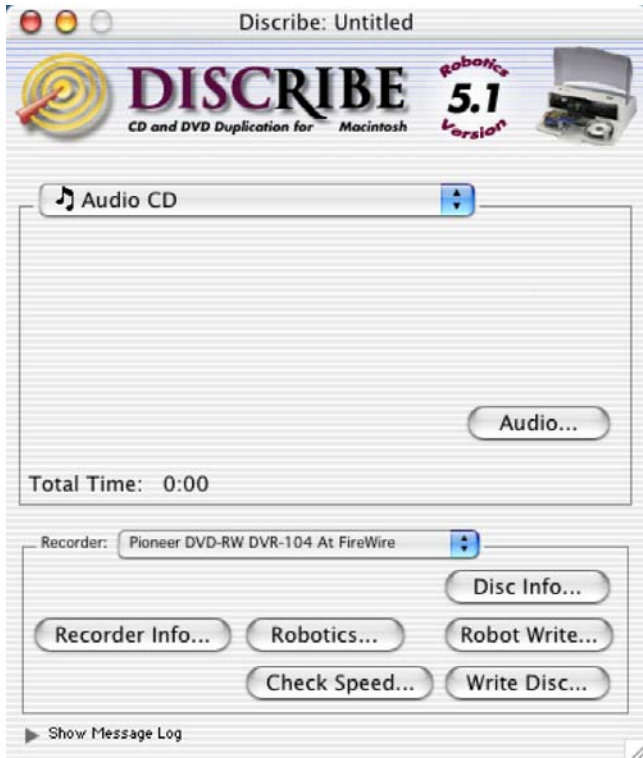 Discribe: Untitled
DISCRIBE
CD and DVD Duplication for Macintosh
Robotics
5.1
Version
Audio CD
Audio...
Total Time: 0:00
Recorder: Pioneer DVD-RW DVR-104 At FireWire
Disc Info...
Recorder Info... Robotics... Robot Write...
Check Speed... Write Disc...
Show Message Log